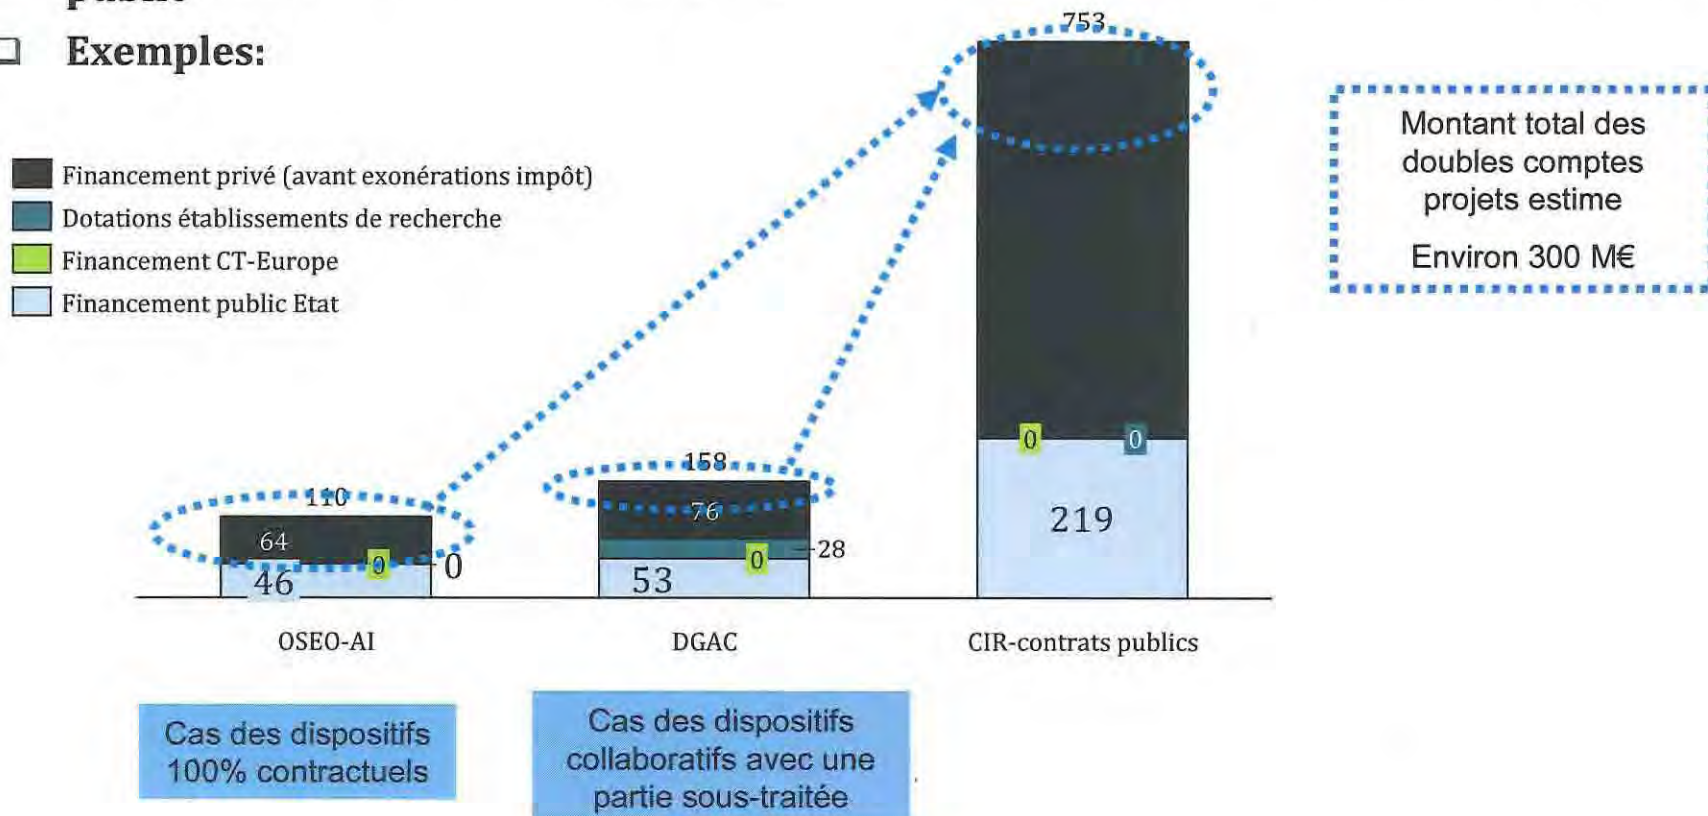 Exemples:
Financement privé (avant exonérations impôt)
Dotations établissements de recherche
Financement CT-Europe
Financement public Etat
753
Montant total des
doubles comptes
projets estime
Environ 300 M€
110
64
0
0
46
158
76
28
0
53
0
0
219
OSEO-AI
DGAC
CIR-contrats publics
Cas des dispositifs
100% contractuels
Cas des dispositifs
collaboratifs avec une
partie sous-traitée